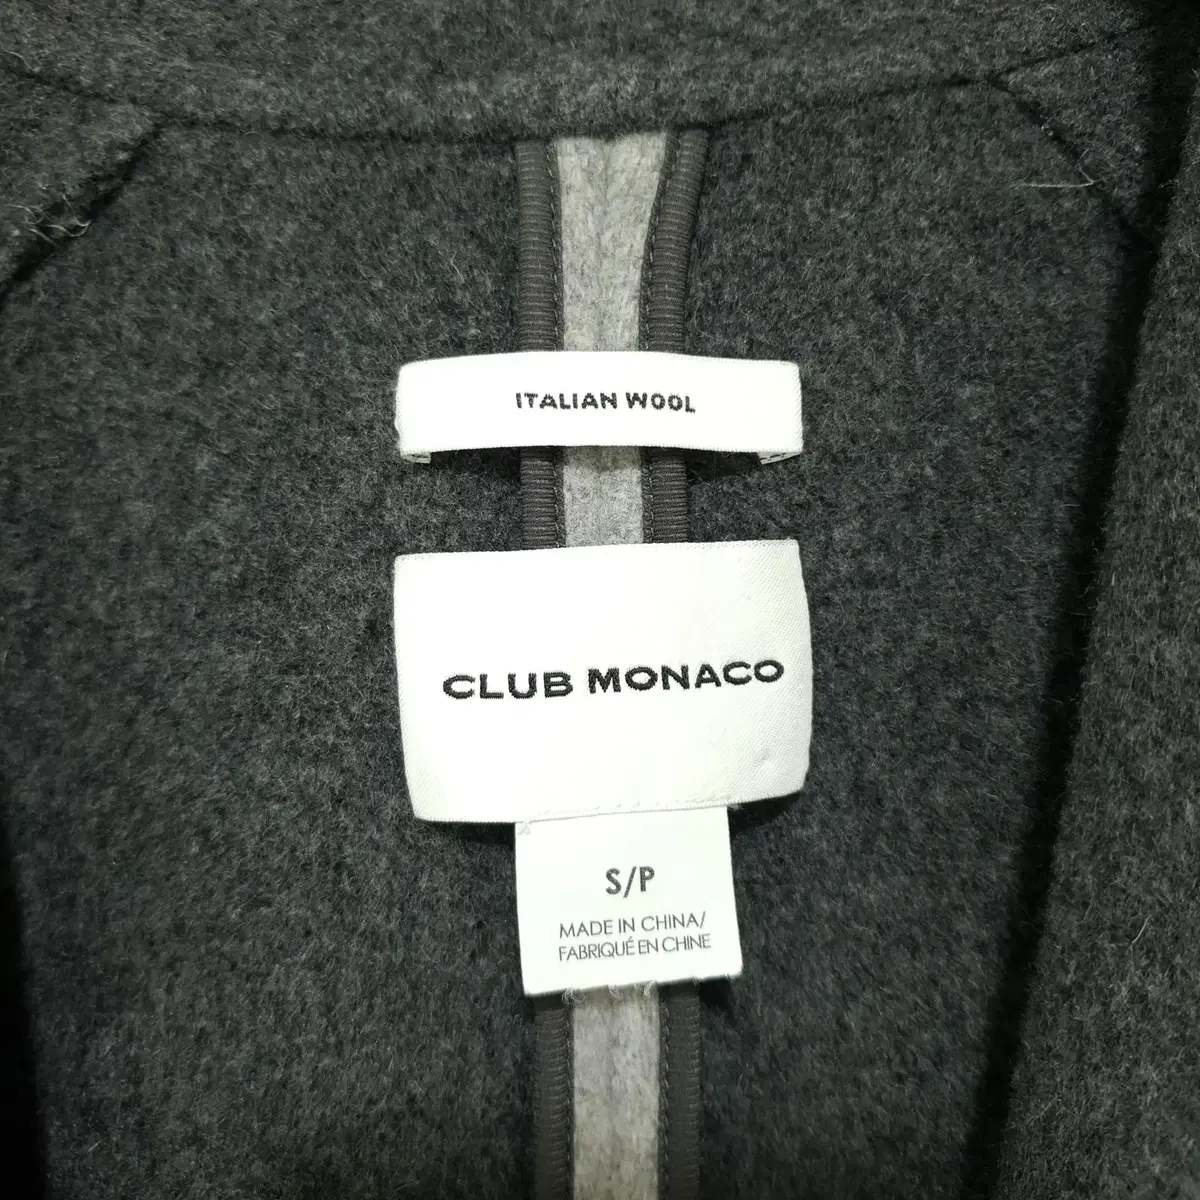 ITALIAN WOOL
CLUB MONACO
S/P
MADE IN CHINA/
FABRIQUÉ EN CHINE